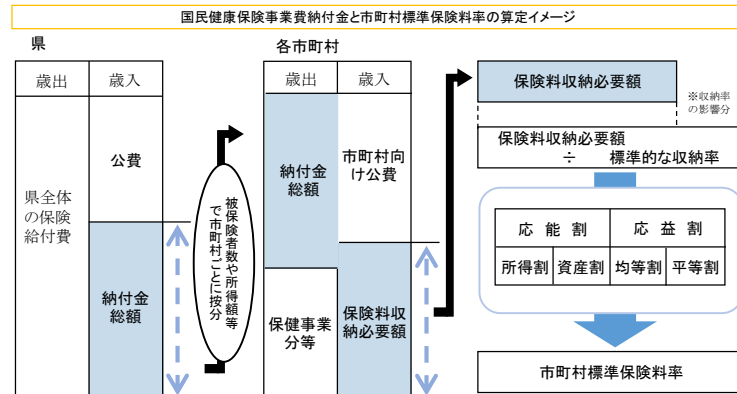 国民健康保険事業費納付金と市町村標準保険料率の算定イメージ
県
歳出
歳入
県全体
の保険
給付費
公費
納付金
総額
被保険者数や所得額等
で市町村ごとに按分
各市町村
歳出
歳入
納付金
総額
市町村向
け公費
保健事業
分等
保険料収
納必要額
保険料収納必要額
※収納率
の影響分
保険料収納必要額
÷ 標準的な収納率
応 能 割
応 益 割
所得割
資産割
均等割
平等割
市町村標準保険料率